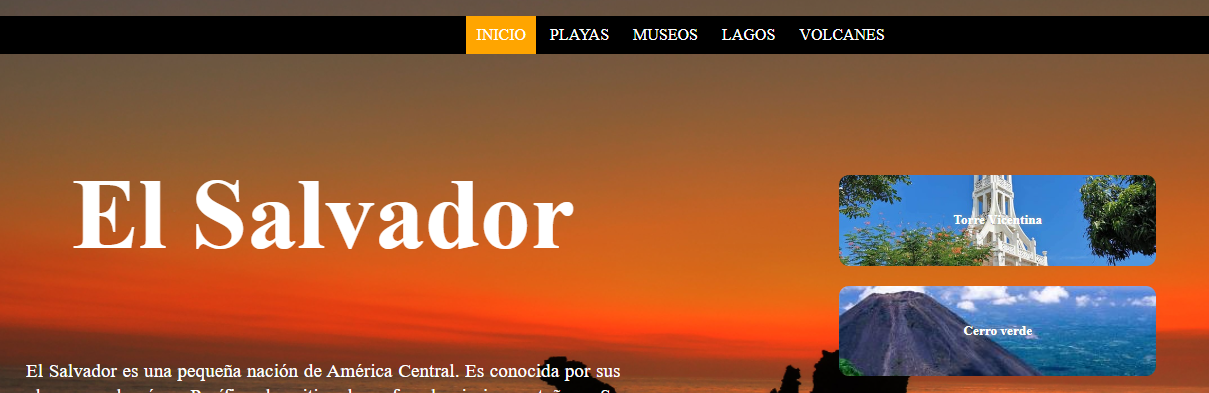 INICIO PLAYAS MUSEOS LAGOS VOLCANES
El Salvador
Torre Vicentina
Cerro verde
El Salvador es una pequeña nación de América Central. Es conocida por sus